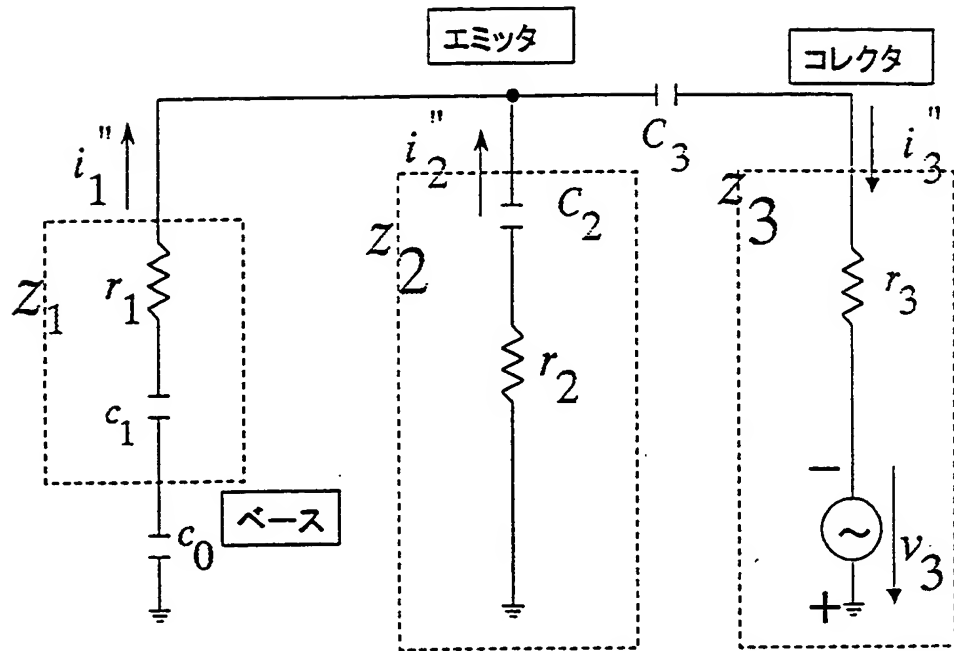 エミッタ
コレクタ
i1"
i2"
C3
i3"
z1
r1
c1
c0
ベース
z2
C2
r2
z3
r3
−
~
+
v3